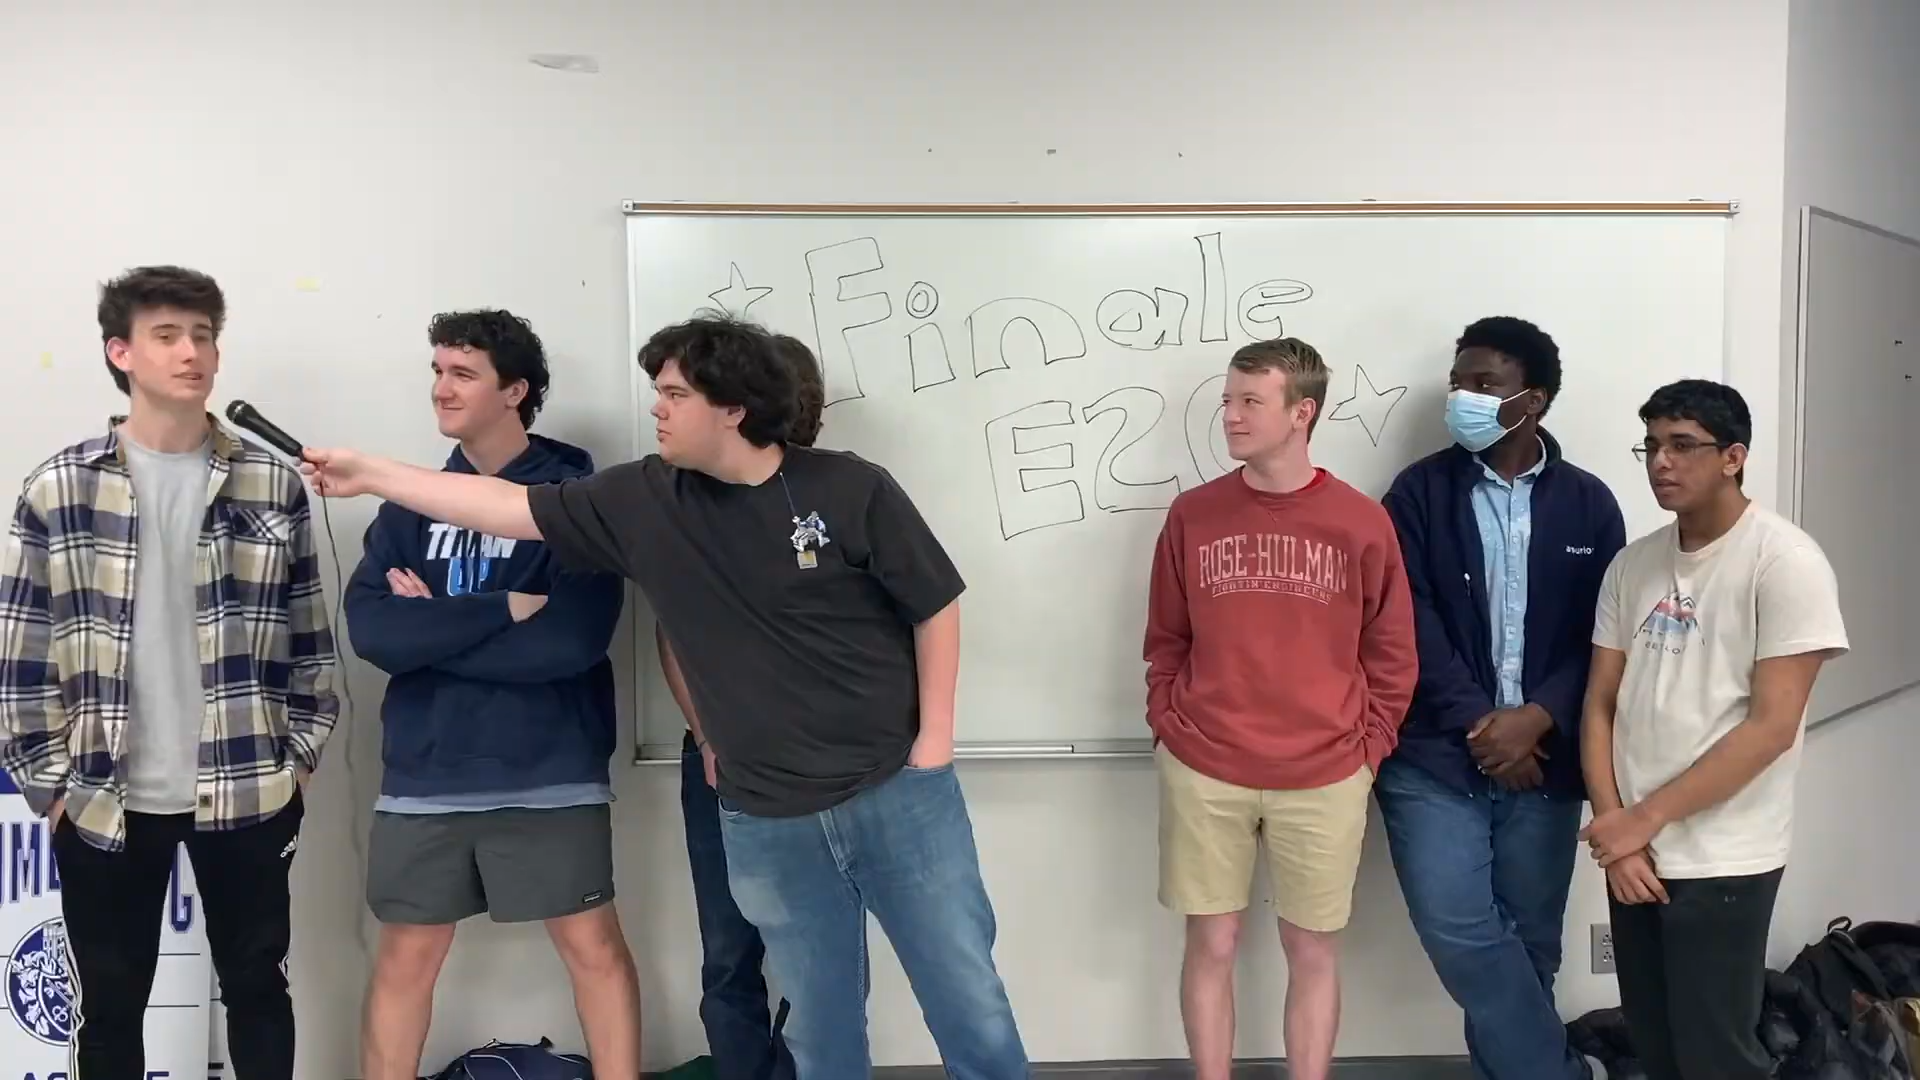 Finale
E2
TITAN
UP
ROSE-HULMAN
FIGHTIN' ENGINEERS
asurion